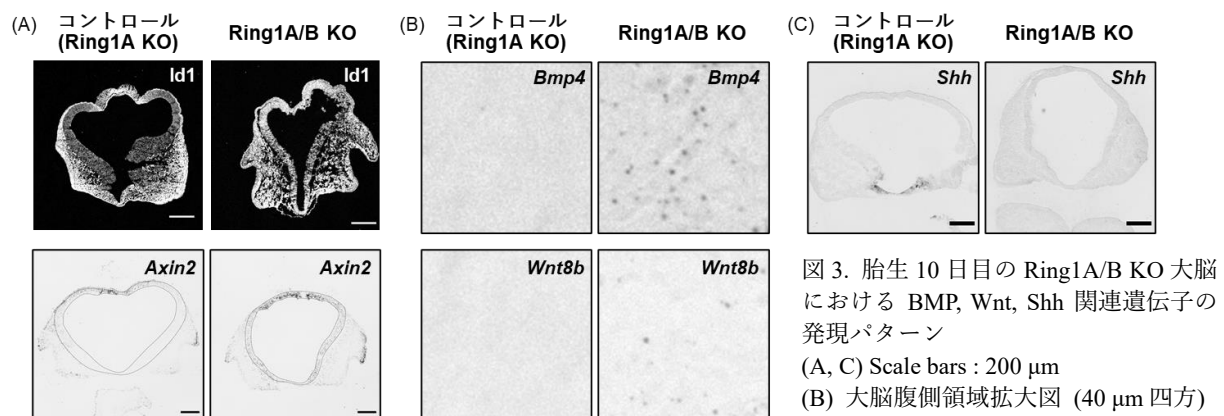 (A) コントロール (Ring1A KO)
Ring1A/B KO
Id1
Id1
Axin2
Axin2
(B) コントロール (Ring1A KO)
Ring1A/B KO
Bmp4
Bmp4
Wnt8b
Wnt8b
(C) コントロール (Ring1A KO)
Ring1A/B KO
Shh
Shh
図 3. 胎生 10 日目の Ring1A/B KO 大脳
における BMP, Wnt, Shh 関連遺伝子の
発現パターン
(A, C) Scale bars : 200 μm
(B) 大脳腹側領域拡大図 (40 μm 四方)